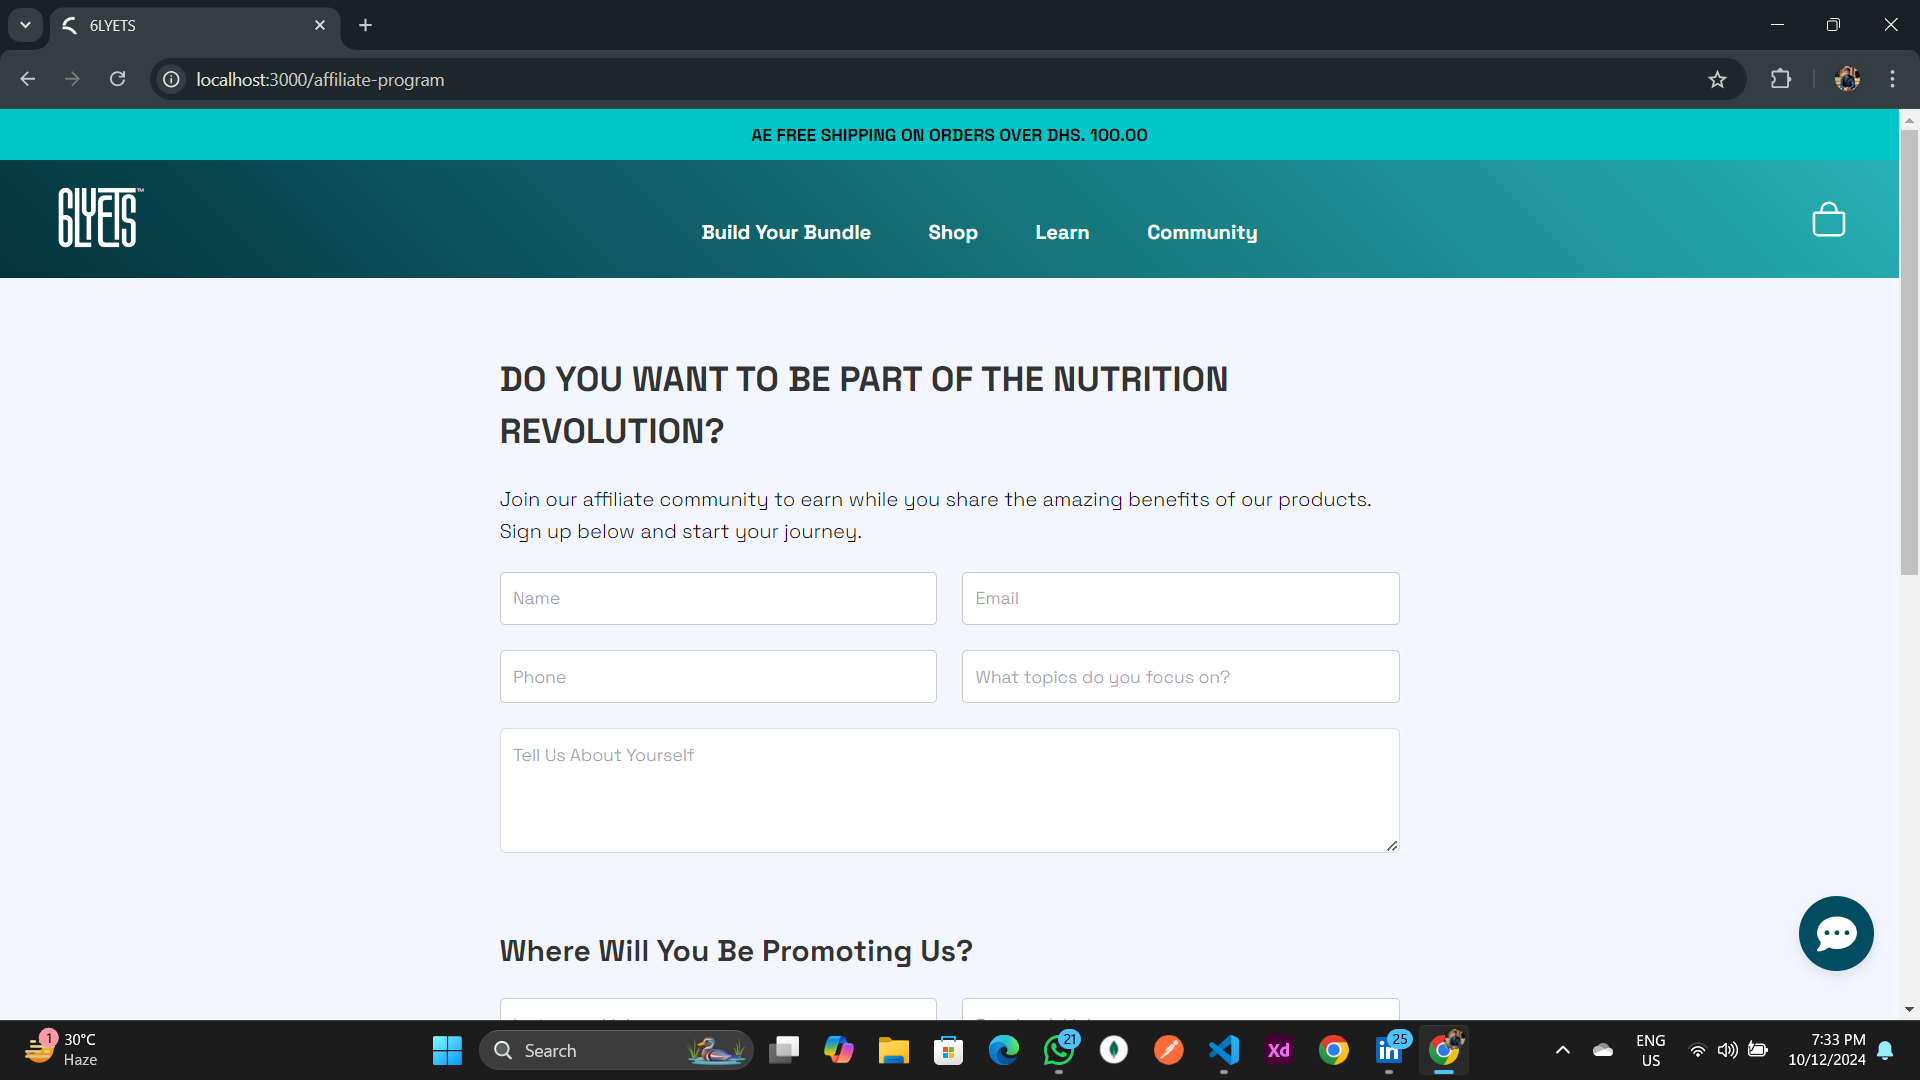 6LYETS
localhost:3000/affiliate-program
AE FREE SHIPPING ON ORDERS OVER DHS. 100.00
6LYETS™
Build Your Bundle Shop Learn Community
DO YOU WANT TO BE PART OF THE NUTRITION
REVOLUTION?
Join our affiliate community to earn while you share the amazing benefits of our products.
Sign up below and start your journey.
Name Email
Phone What topics do you focus on?
Tell Us About Yourself
Where Will You Be Promoting Us?
1 30°C
Haze
Search
21
Xd
in 25
ENG
US
7:33 PM
10/12/2024